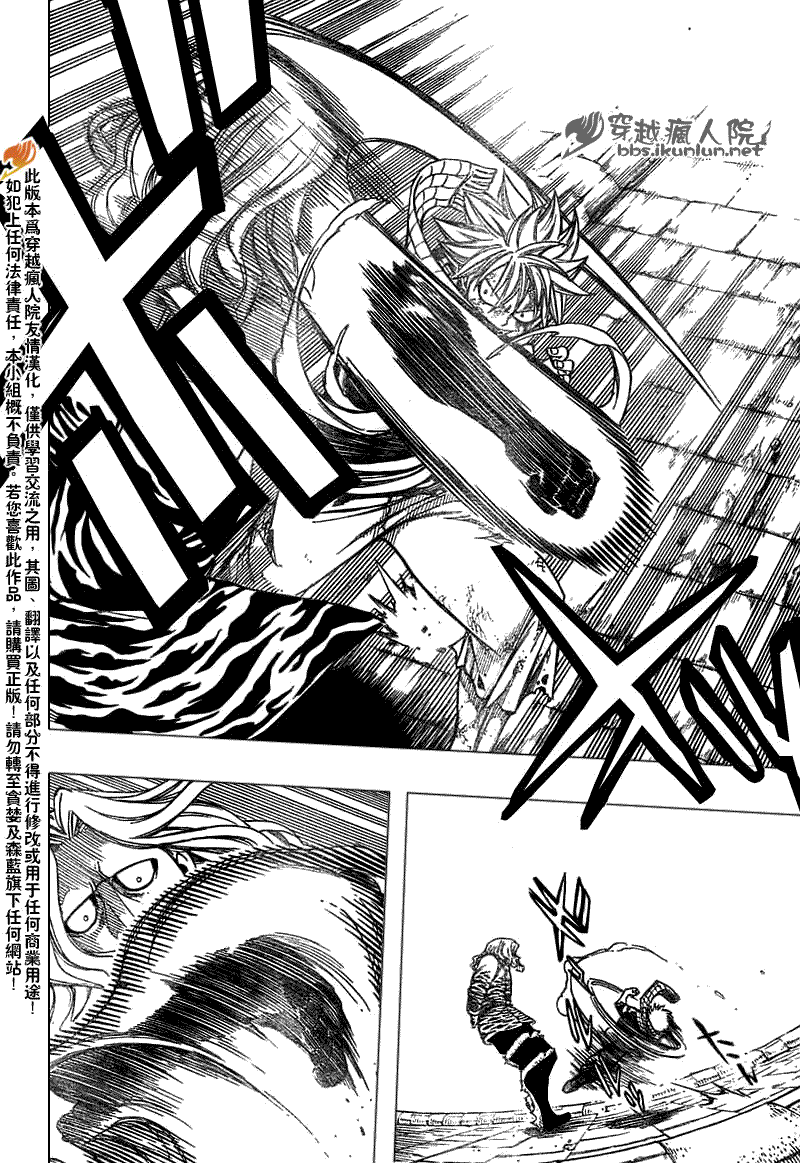 穿越瘋人院
bbs.ikunlun.net
此版本爲穿越瘋人院友情漢化，僅供學習交流之用，其圖、翻譯以及任何部分不得進行修改或用于任何商業用途！
如犯上任何法律責任，本小組概不負責。若您喜歡此作品，請購買正版！請勿轉至貪婪及森藍旗下任何網站！